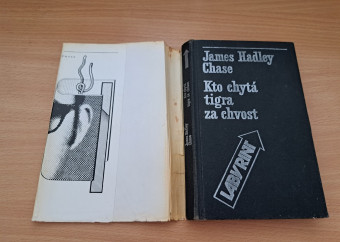 James Hadley
Chase
Kto chytá
tigra
za chvost
LABYRINT